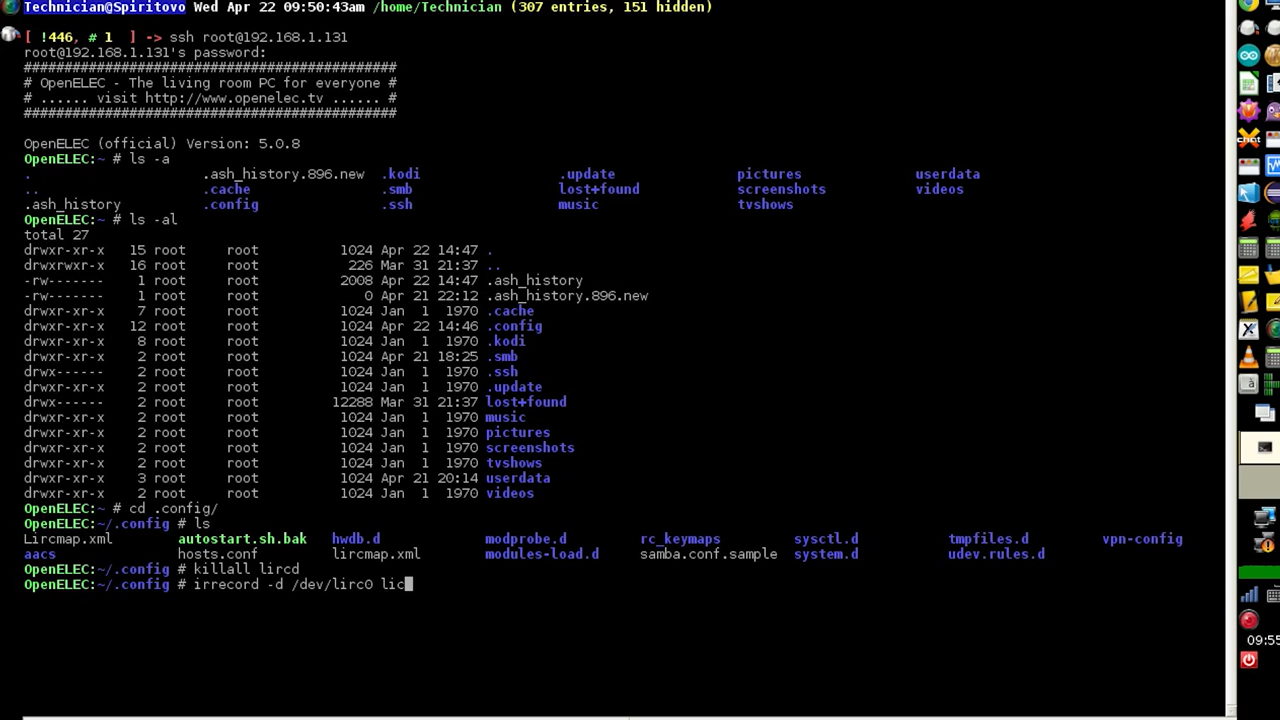 Technician@Spiritovo Wed Apr 22 09:50:43am /home/Technician (307 entries, 151 hidden)
[ !446, # 1  ] -> ssh root@192.168.1.131
root@192.168.1.131's password:
##############################################
# OpenELEC - The living room PC for everyone #
# ...... visit http://www.openelec.tv ...... #
##############################################
OpenELEC (official) Version: 5.0.8
OpenELEC:~ # ls -a
. .ash_history.896.new .kodi .update pictures userdata
.. .cache .smb lost+found screenshots videos
.ash_history .config .ssh music tvshows
OpenELEC:~ # ls -al
total 27
drwxr-xr-x 15 root root 1024 Apr 22 14:47 .
drwxrwxr-x 16 root root 226 Mar 31 21:37 ..
-rw------- 1 root root 2008 Apr 22 14:47 .ash_history
-rw------- 1 root root 0 Apr 21 22:12 .ash_history.896.new
drwxr-xr-x 7 root root 1024 Jan 1 1970 .cache
drwxr-xr-x 12 root root 1024 Apr 22 14:46 .config
drwxr-xr-x 8 root root 1024 Jan 1 1970 .kodi
drwxr-xr-x 2 root root 1024 Apr 21 18:25 .smb
drwx------ 2 root root 1024 Jan 1 1970 .ssh
drwxr-xr-x 2 root root 1024 Jan 1 1970 .update
drwx------ 2 root root 12288 Mar 31 21:37 lost+found
drwxr-xr-x 2 root root 1024 Jan 1 1970 music
drwxr-xr-x 2 root root 1024 Jan 1 1970 pictures
drwxr-xr-x 2 root root 1024 Jan 1 1970 screenshots
drwxr-xr-x 2 root root 1024 Jan 1 1970 tvshows
drwxr-xr-x 3 root root 1024 Apr 21 20:14 userdata
drwxr-xr-x 2 root root 1024 Jan 1 1970 videos
OpenELEC:~ # cd .config/
OpenELEC:~/.config # ls
Lircmap.xml autostart.sh.bak hwdb.d modprobe.d rc_keymaps sysctl.d tmpfiles.d vpn-config
aacs hosts.conf lircmap.xml modules-load.d samba.conf.sample system.d udev.rules.d
OpenELEC:~/.config # killall lircd
OpenELEC:~/.config # irrecord -d /dev/lirc0 lic
09:55